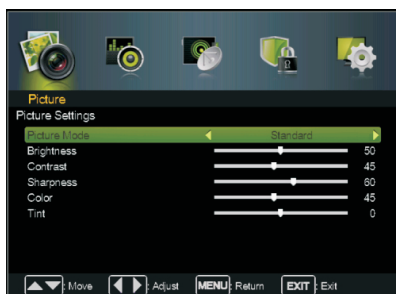 Picture
Picture Settings
Picture Mode Standard
Brightness 50
Contrast 45
Sharpness 60
Color 45
Tint 0
: Move : Adjust MENU : Return EXIT : Exit